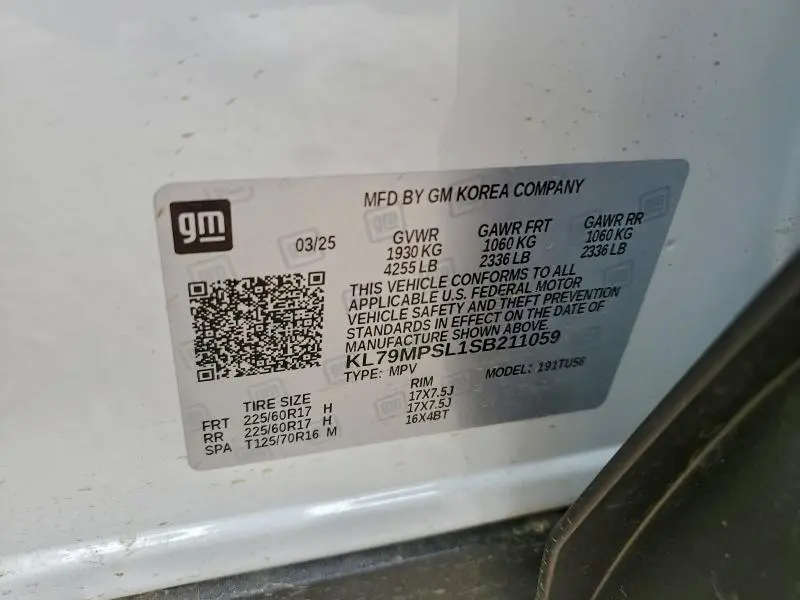 gm
MFD BY GM KOREA COMPANY
03/25
GVWR GAWR FRT GAWR RR
1930 KG 1060 KG 1060 KG
4255 LB 2336 LB 2336 LB
THIS VEHICLE CONFORMS TO ALL
APPLICABLE U.S. FEDERAL MOTOR
VEHICLE SAFETY AND THEFT PREVENTION
STANDARDS IN EFFECT ON THE DATE OF
MANUFACTURE SHOWN ABOVE.
KL79MPSL1SB211059
TYPE: MPV MODEL: 191TU56
TIRE SIZE RIM
FRT 225/60R17 H 17X7.5J
RR 225/60R17 H 17X7.5J
SPA T125/70R16 M 16X4BT